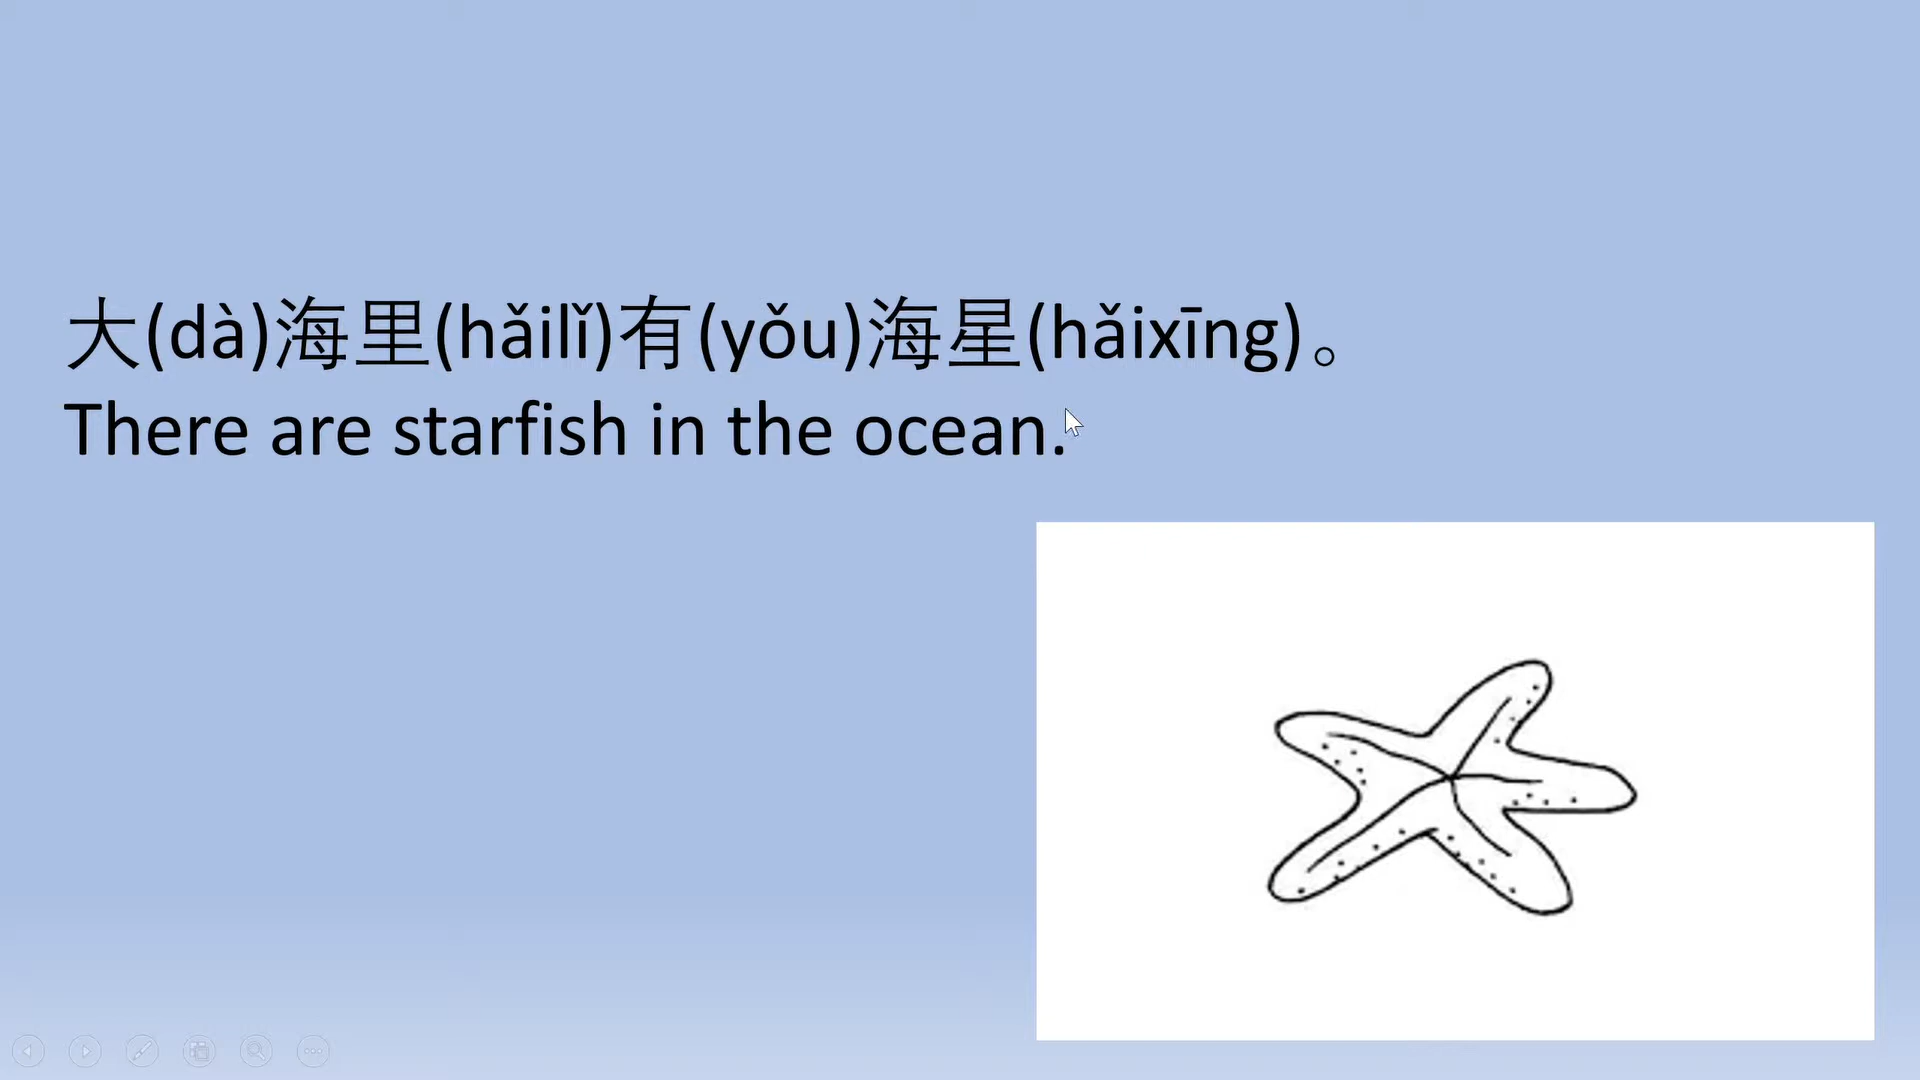 大(dà)海里(hǎilǐ)有(yǒu)海星(hǎixīng)。
There are starfish in the ocean.